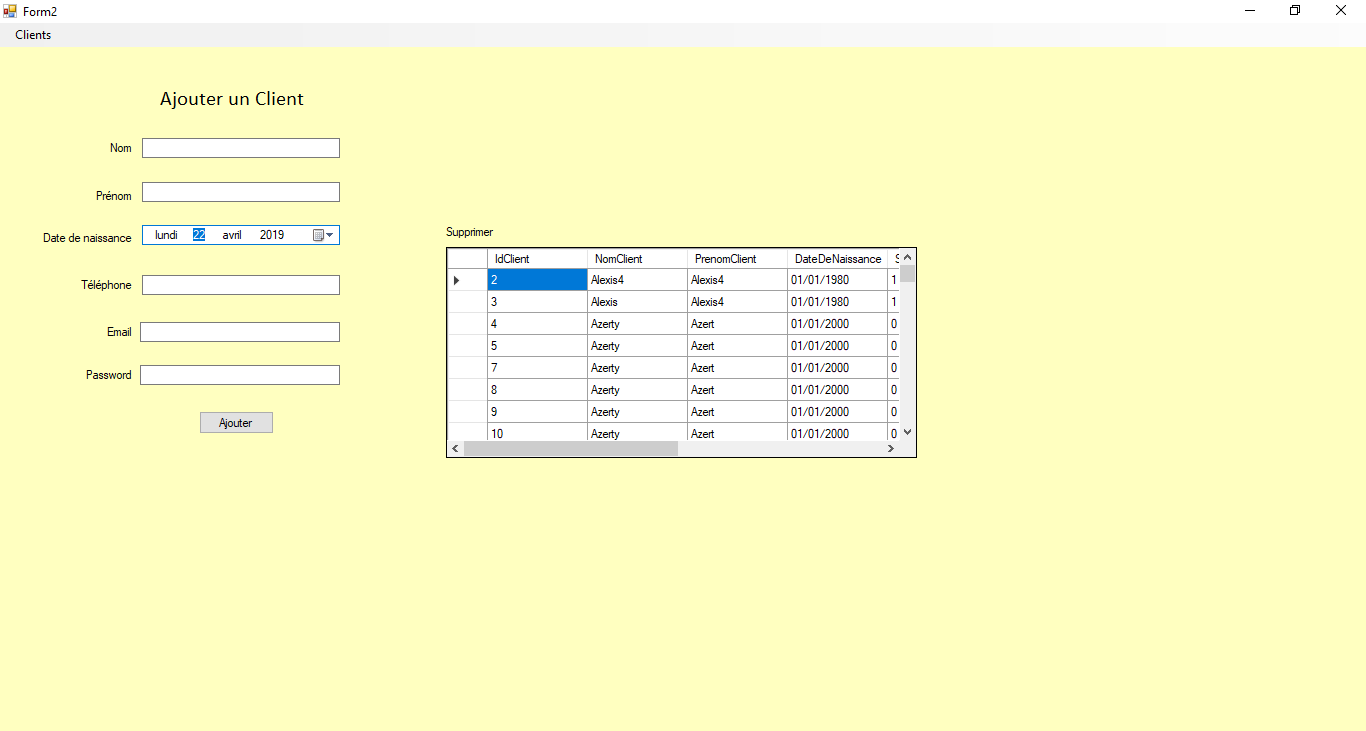 Form2
Clients
Ajouter un Client
Nom
Prénom
Date de naissance lundi 22 avril 2019
Téléphone
Email
Password
Ajouter
Supprimer
IdClient NomClient PrenomClient DateDeNaissance
2 Alexis4 Alexis4 01/01/1980 1
3 Alexis Alexis4 01/01/1980 1
4 Azerty Azert 01/01/2000 0
5 Azerty Azert 01/01/2000 0
7 Azerty Azert 01/01/2000 0
8 Azerty Azert 01/01/2000 0
9 Azerty Azert 01/01/2000 0
10 Azerty Azert 01/01/2000 0